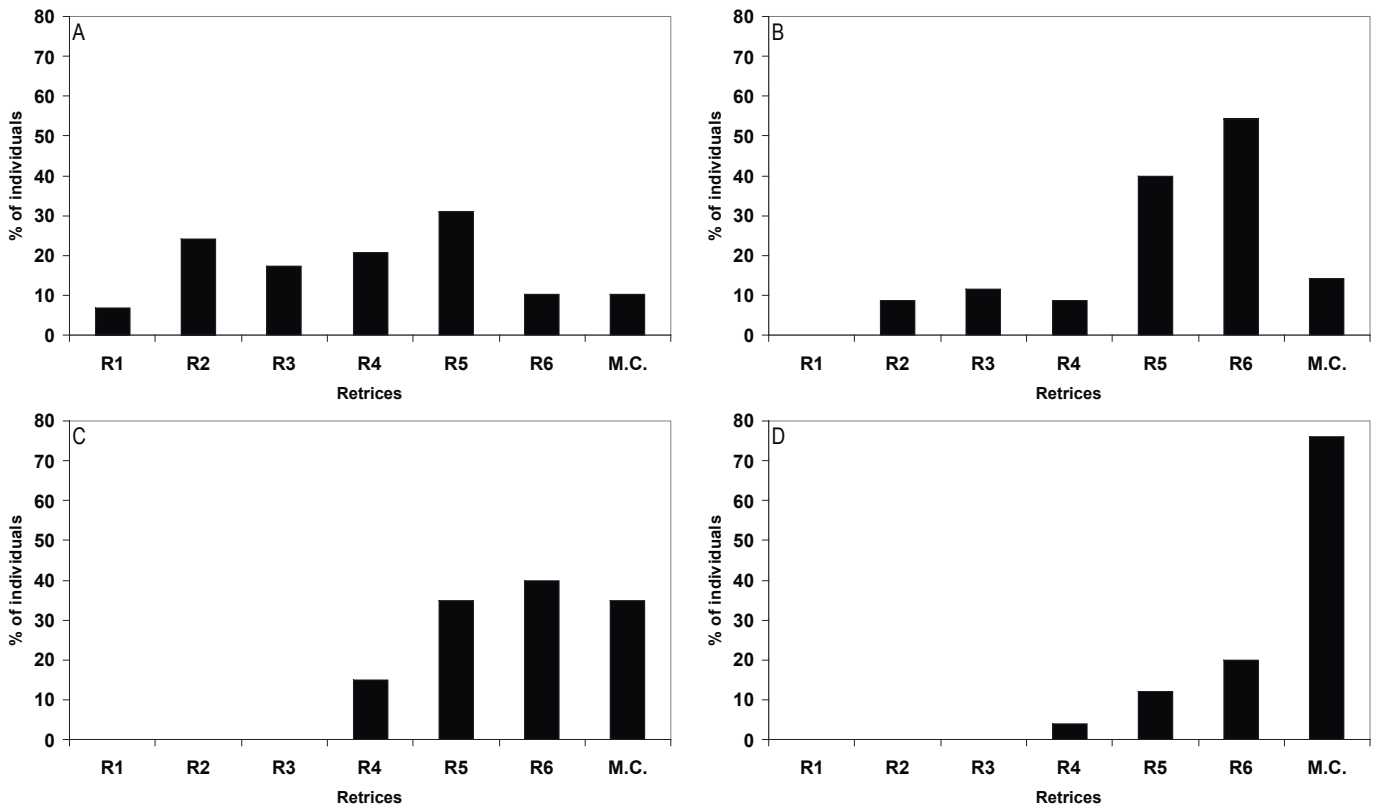 A
80
70
60
50
40
30
20
10
0
% of individuals
R1 R2 R3 R4 R5 R6 M.C.
Retrices
B
80
70
60
50
40
30
20
10
0
% of individuals
R1 R2 R3 R4 R5 R6 M.C.
Retrices
C
80
70
60
50
40
30
20
10
0
% of individuals
R1 R2 R3 R4 R5 R6 M.C.
Retrices
D
80
70
60
50
40
30
20
10
0
% of individuals
R1 R2 R3 R4 R5 R6 M.C.
Retrices